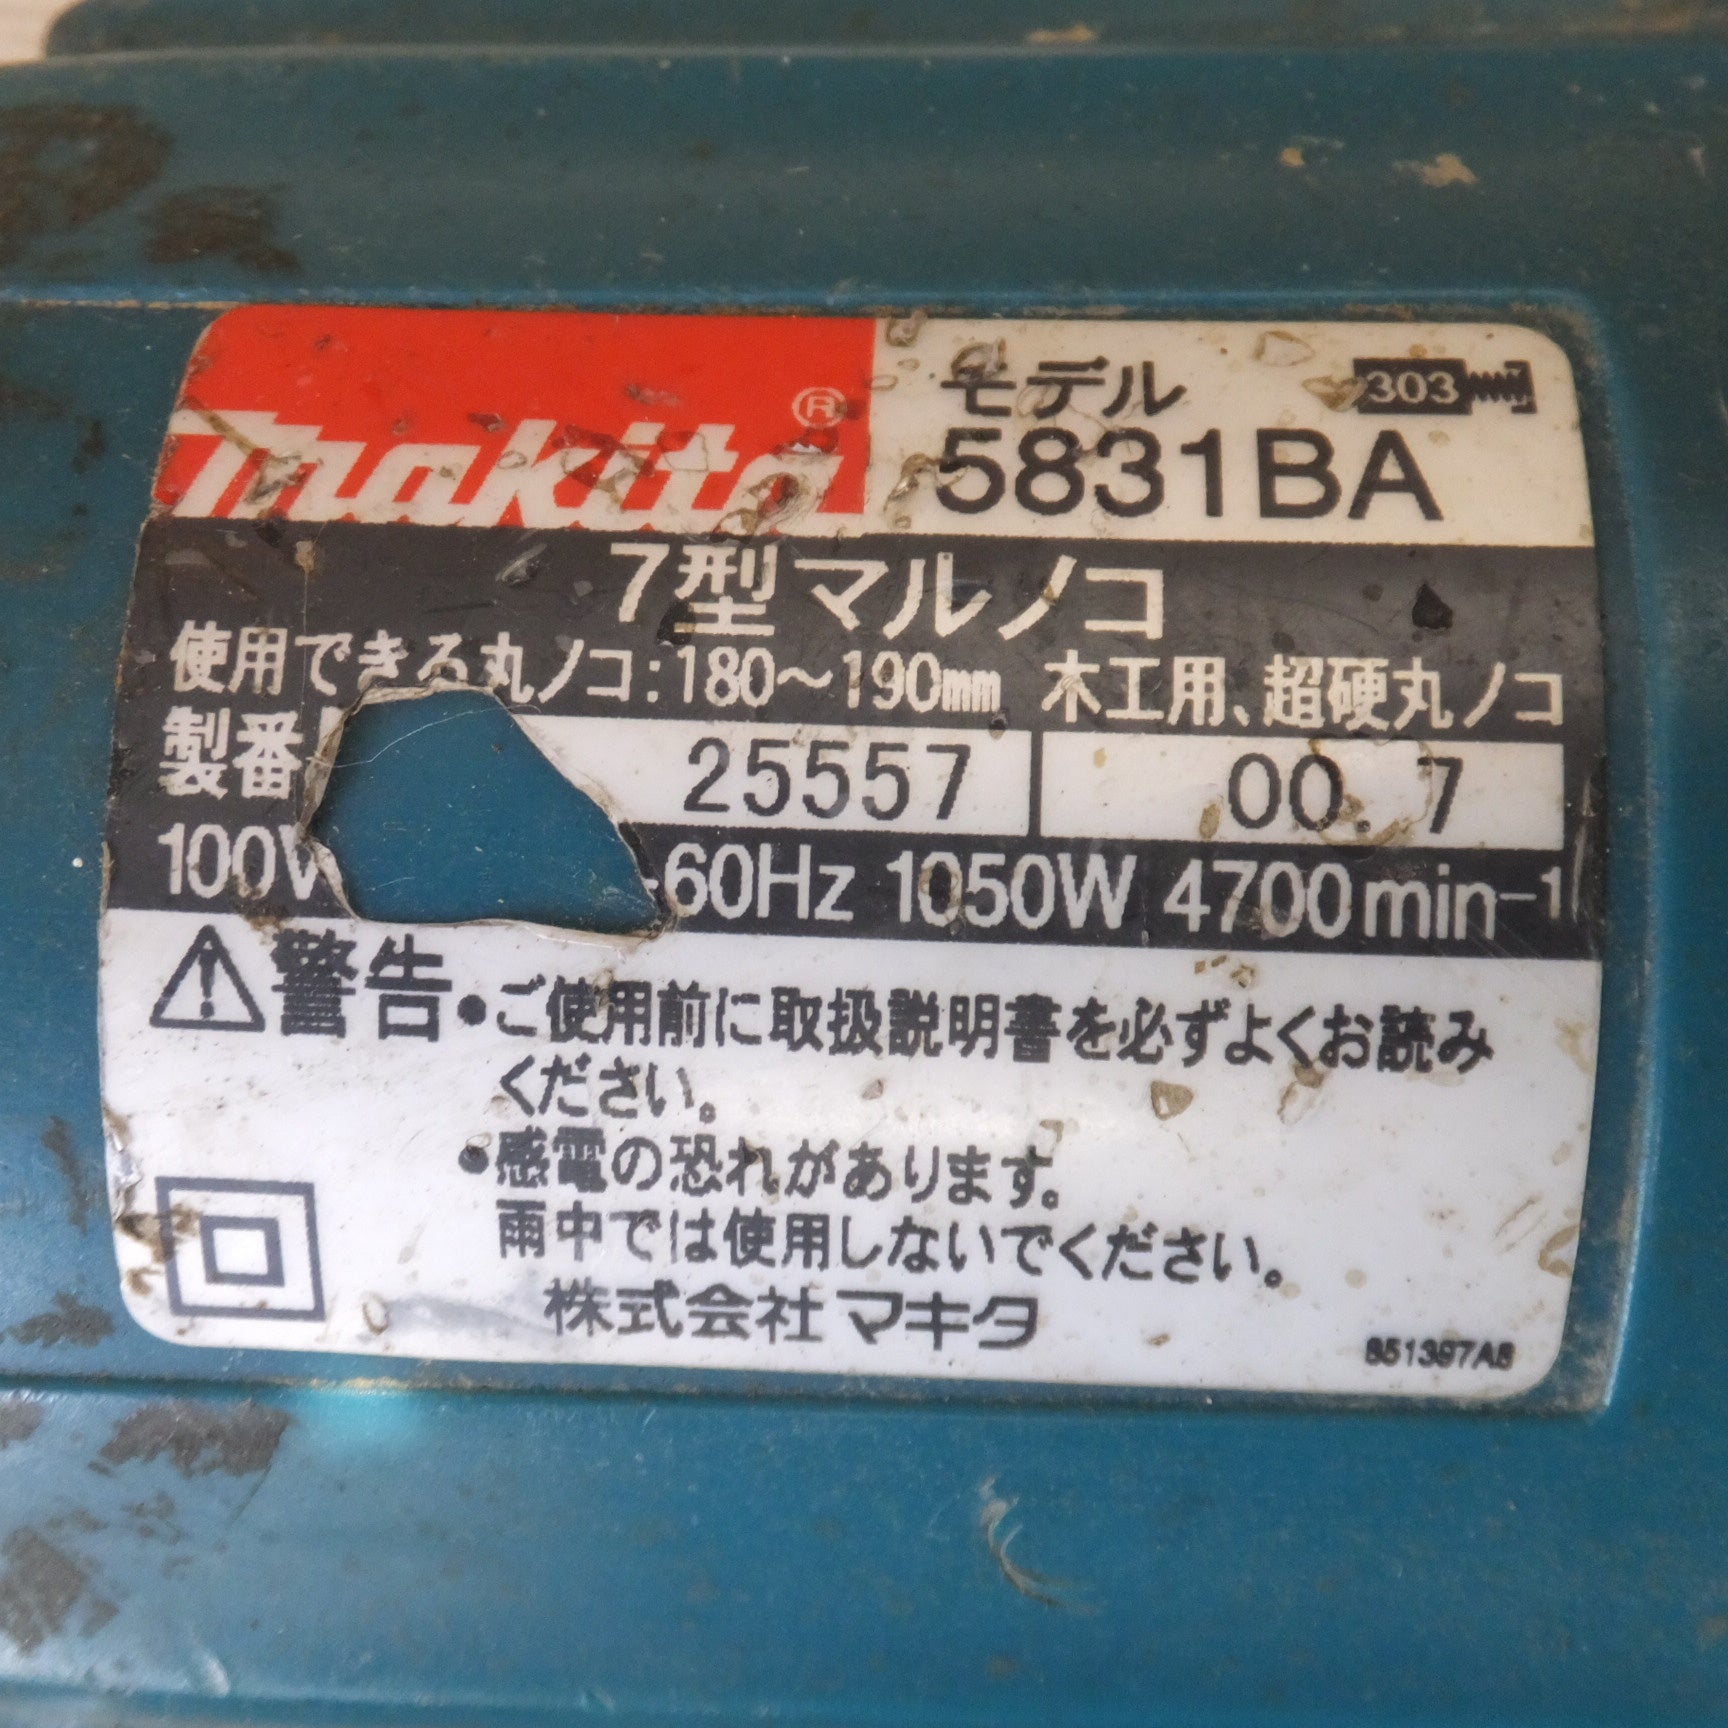 makita® モデル 303
5831BA
7型マルノコ
使用できる丸ノコ:180～190mm 木工用、超硬丸ノコ
製番 25557 00. 7
100V -60Hz 1050W 4700min-1
警告 •ご使用前に取扱説明書を必ずよくお読み
ください。
•感電の恐れがあります。
雨中では使用しないでください。
株式会社マキタ